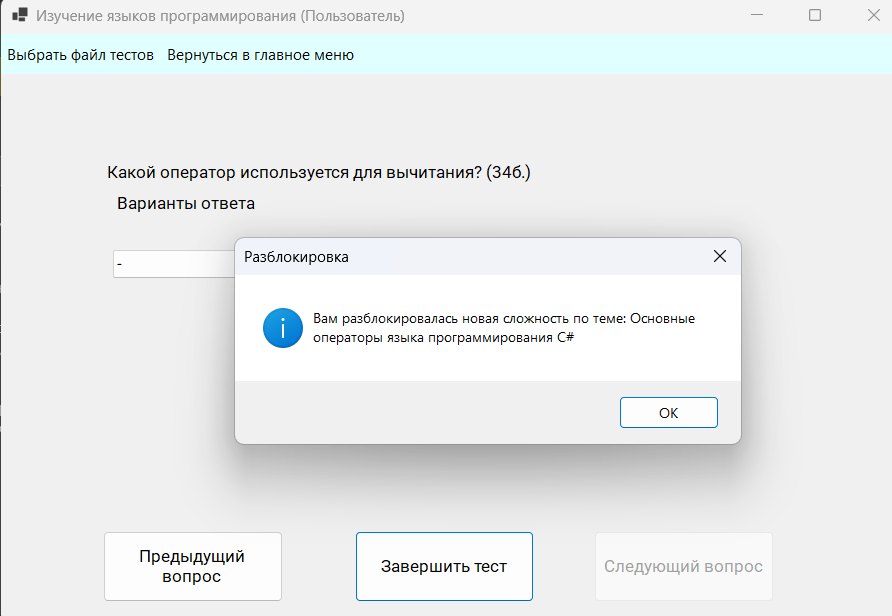 Изучение языков программирования (Пользователь)
Выбрать файл тестов Вернуться в главное меню
Какой оператор используется для вычитания? (34б.)
Варианты ответа
-
Разблокировка
Вам разблокировалась новая сложность по теме: Основные
операторы языка программирования C#
OK
Предыдущий
вопрос
Завершить тест
Следующий вопрос